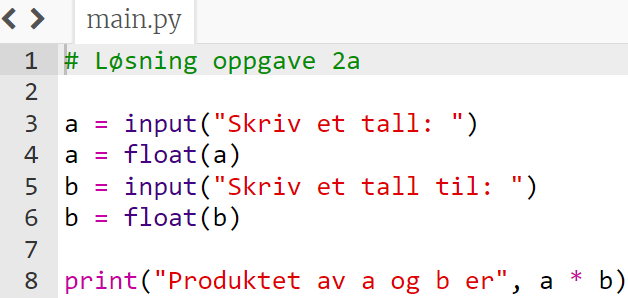 main.py
1 # Løsning oppgave 2a
2
3 a = input("Skriv et tall: ")
4 a = float(a)
5 b = input("Skriv et tall til: ")
6 b = float(b)
7
8 print("Produktet av a og b er", a * b)